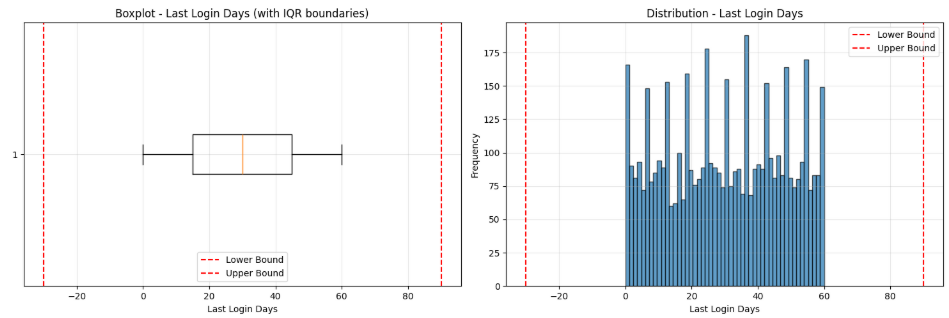 Boxplot - Last Login Days (with IQR boundaries)
1
Lower Bound
Upper Bound
−20 0 20 40 60 80
Last Login Days
Distribution - Last Login Days
Lower Bound
Upper Bound
Frequency
175
150
125
100
75
50
25
0
−20 0 20 40 60 80
Last Login Days